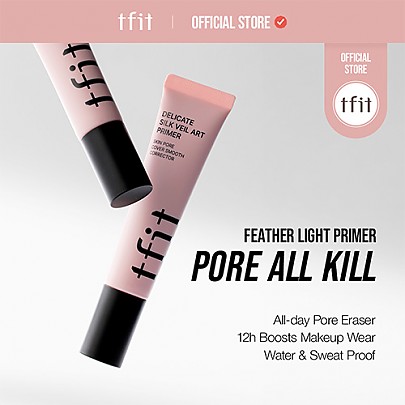 tfit
OFFICIAL STORE
OFFICIAL
STORE
tfit
tfit
DELICATE
SILK VEIL ART
PRIMER
SKIN PORE
COVER SMOOTH
CORRECTOR
tfit
FEATHER LIGHT PRIMER
PORE ALL KILL
All-day Pore Eraser
12h Boosts Makeup Wear
Water & Sweat Proof